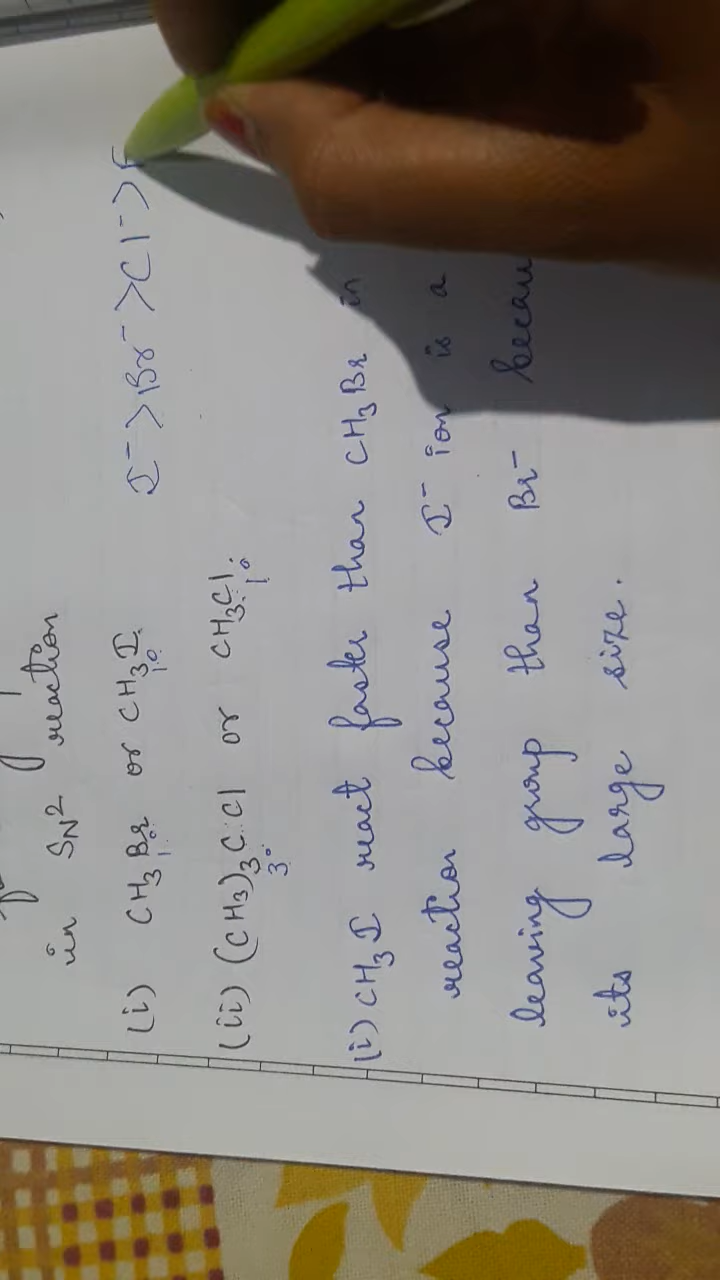 in SN2 reaction
(i) CH3Br or CH3I. I⁻>Br⁻>Cl⁻>F
1° 1°
(ii) (CH3)3C.Cl or CH3Cl.
3° 1°
(i) CH3I react faster than CH3Br in
reaction because I⁻ ion is a
leaving group than Br⁻ becau
its large size.